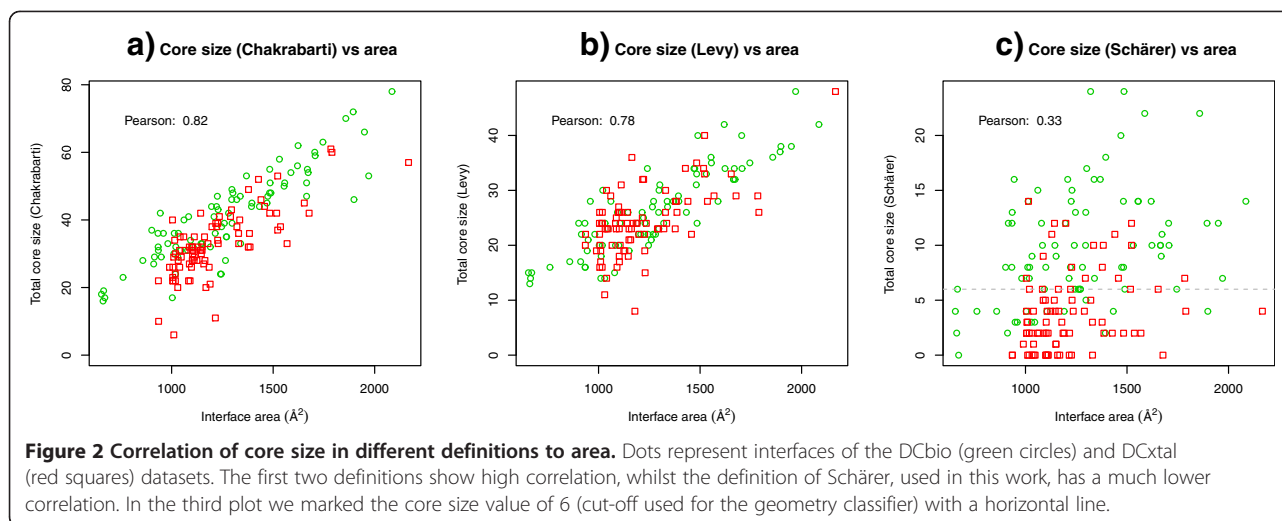 a) Core size (Chakrabarti) vs area
Pearson: 0.82
Total core size (Chakrabarti)
0 20 40 60 80
1000 1500 2000
Interface area (Å²)
b) Core size (Levy) vs area
Pearson: 0.78
Total core size (Levy)
0 10 20 30 40
1000 1500 2000
Interface area (Å²)
c) Core size (Schärer) vs area
Pearson: 0.33
Total core size (Schärer)
0 5 10 15 20
1000 1500 2000
Interface area (Å²)
Figure 2 Correlation of core size in different definitions to area. Dots represent interfaces of the DCbio (green circles) and DCxtal
(red squares) datasets. The first two definitions show high correlation, whilst the definition of Schärer, used in this work, has a much lower
correlation. In the third plot we marked the core size value of 6 (cut-off used for the geometry classifier) with a horizontal line.